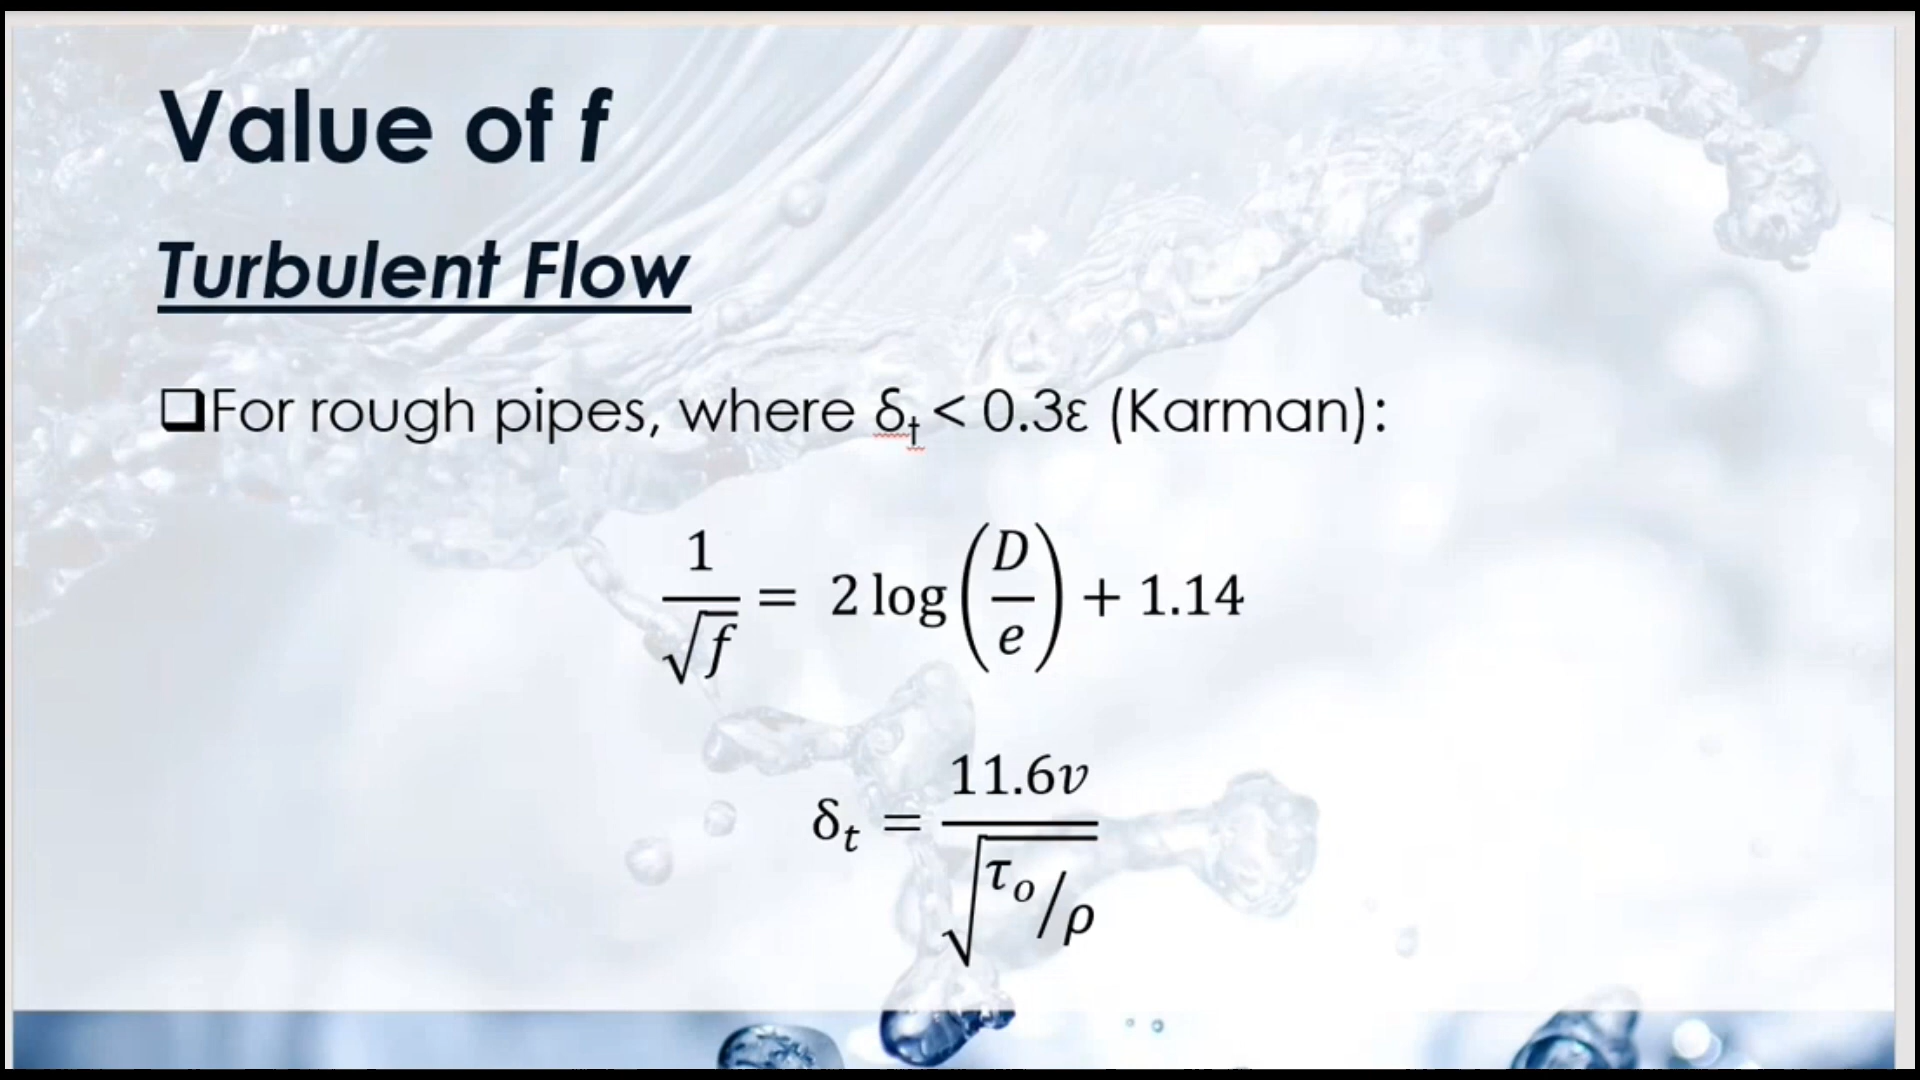 Value of f
Turbulent Flow
❑For rough pipes, where δₜ < 0.3ε (Karman):
1/√f = 2 log(D/e) + 1.14
δₜ = 11.6v/√(τₒ/ρ)